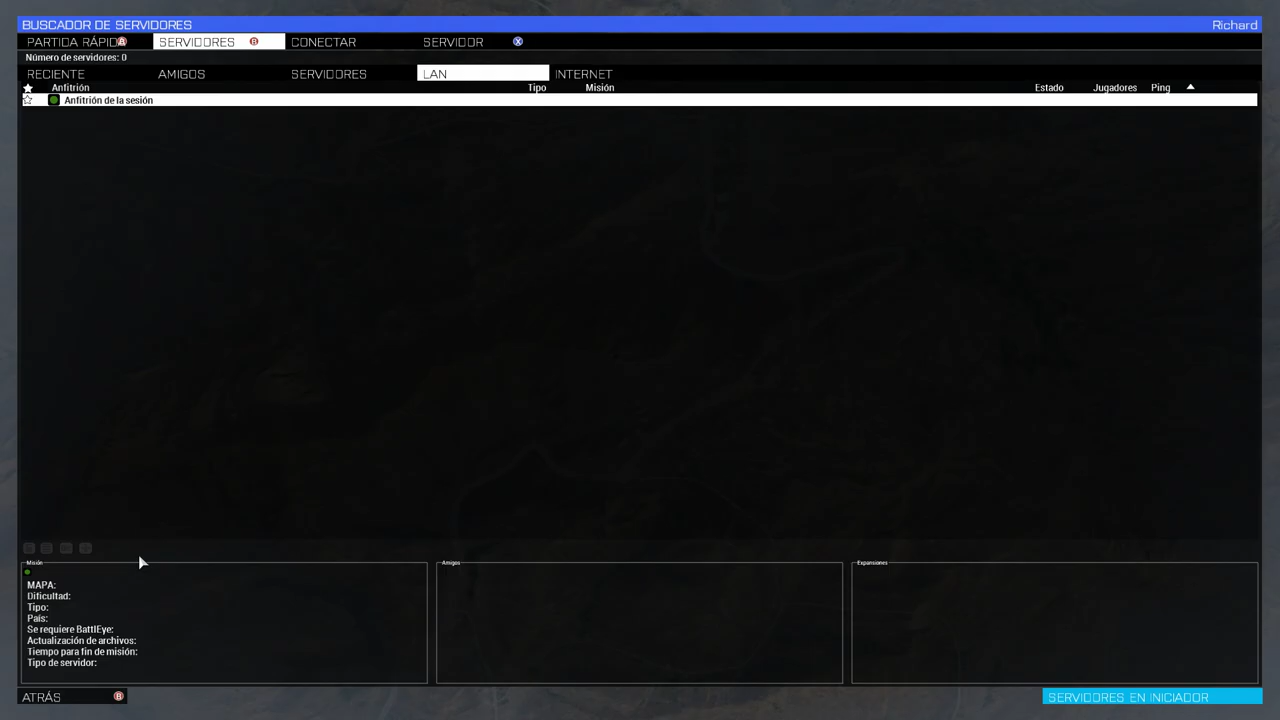 BUSCADOR DE SERVIDORES Richard
PARTIDA RÁPIDA SERVIDORES B CONECTAR SERVIDOR X
Número de servidores: 0
RECIENTE AMIGOS SERVIDORES LAN INTERNET
Anfitrión Tipo Misión Estado Jugadores Ping
Anfitrión de la sesión
Misión Amigos Expansiones
MAPA:
Dificultad:
Tipo:
País:
Se requiere BattlEye:
Actualización de archivos:
Tiempo para fin de misión:
Tipo de servidor:
ATRÁS B SERVIDORES EN INICIADOR